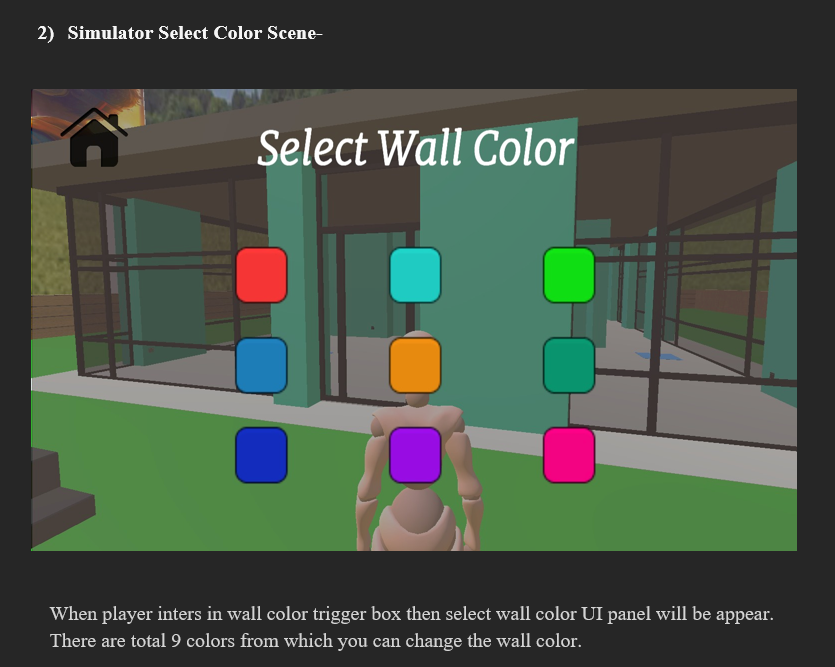 2) Simulator Select Color Scene-
Select Wall Color
When player inters in wall color trigger box then select wall color UI panel will be appear.
There are total 9 colors from which you can change the wall color.